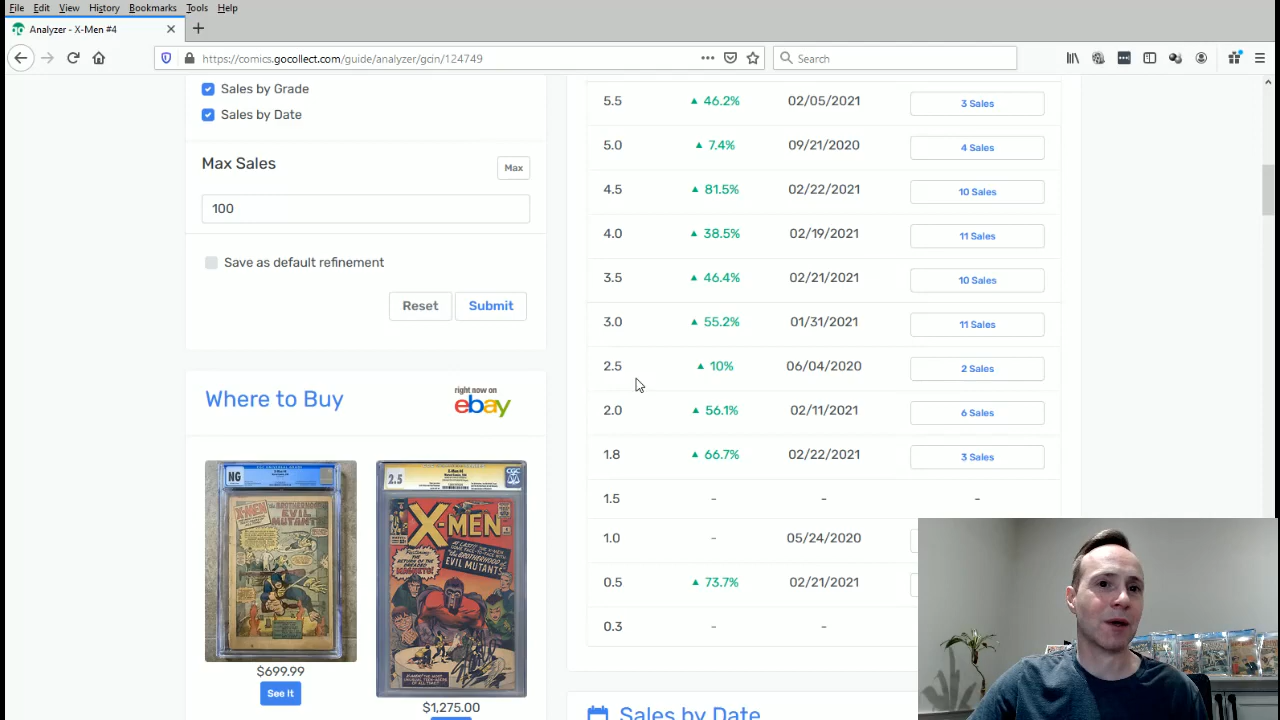 File Edit View History Bookmarks Tools Help
Analyzer - X-Men #4
https://comics.gocollect.com/guide/analyzer/gcin/124749
Search
Sales by Grade
Sales by Date
Max Sales
Max
100
Save as default refinement
Reset Submit
Where to Buy
right now on
ebay
NG
X-MEN
BROTHERHOOD
EVIL MUTANTS
$699.99
See It
2.5
CGC
X-MEN
EVIL MUTANTS
MAGNETO
$1,275.00
5.5 46.2% 02/05/2021 3 Sales
5.0 7.4% 09/21/2020 4 Sales
4.5 81.5% 02/22/2021 10 Sales
4.0 38.5% 02/19/2021 11 Sales
3.5 46.4% 02/21/2021 10 Sales
3.0 55.2% 01/31/2021 11 Sales
2.5 10% 06/04/2020 2 Sales
2.0 56.1% 02/11/2021 6 Sales
1.8 66.7% 02/22/2021 3 Sales
1.5 - - -
1.0 - 05/24/2020
0.5 73.7% 02/21/2021
0.3 - -
Sales by Date